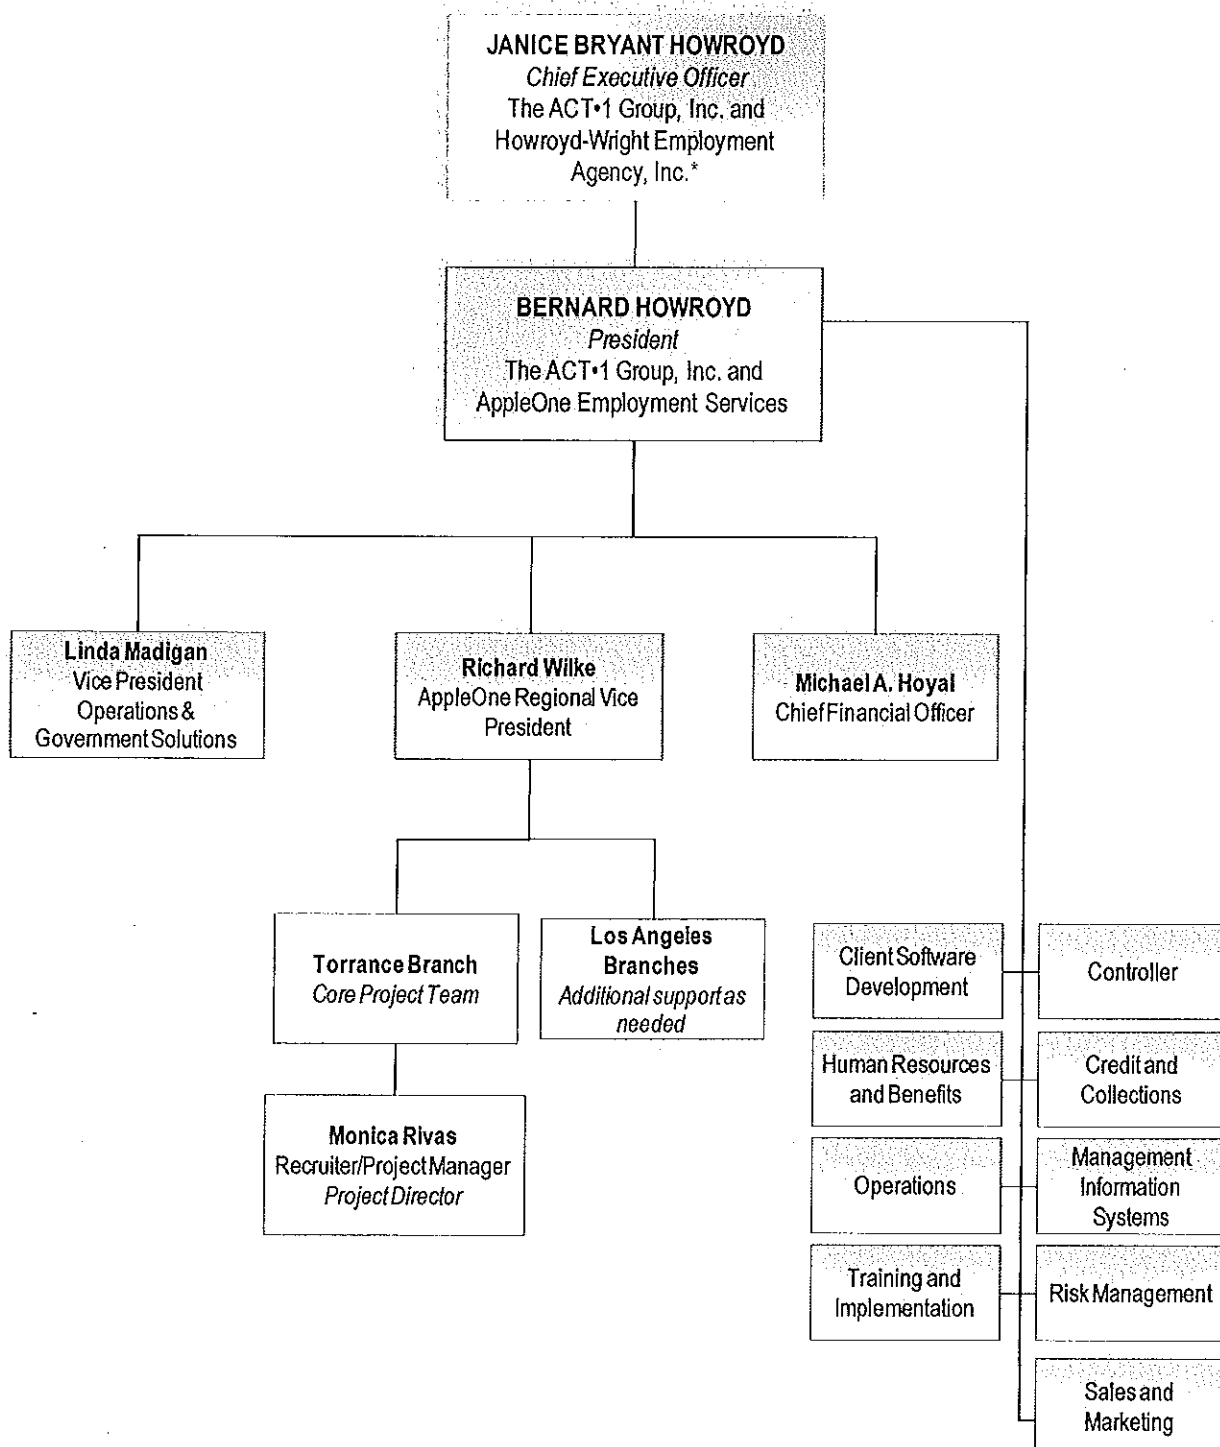 JANICE BRYANT HOWROYD
Chief Executive Officer
The ACT•1 Group, Inc. and
Howroyd-Wright Employment
Agency, Inc.*
BERNARD HOWROYD
President
The ACT•1 Group, Inc. and
AppleOne Employment Services
Linda Madigan
Vice President
Operations &
Government Solutions
Richard Wilke
AppleOne Regional Vice
President
Michael A. Hoyal
Chief Financial Officer
Torrance Branch
Core Project Team
Los Angeles
Branches
Additional support as
needed
Monica Rivas
Recruiter/Project Manager
Project Director
Client Software
Development
Controller
Human Resources
and Benefits
Credit and
Collections
Operations
Management
Information
Systems
Training and
Implementation
Risk Management
Sales and
Marketing